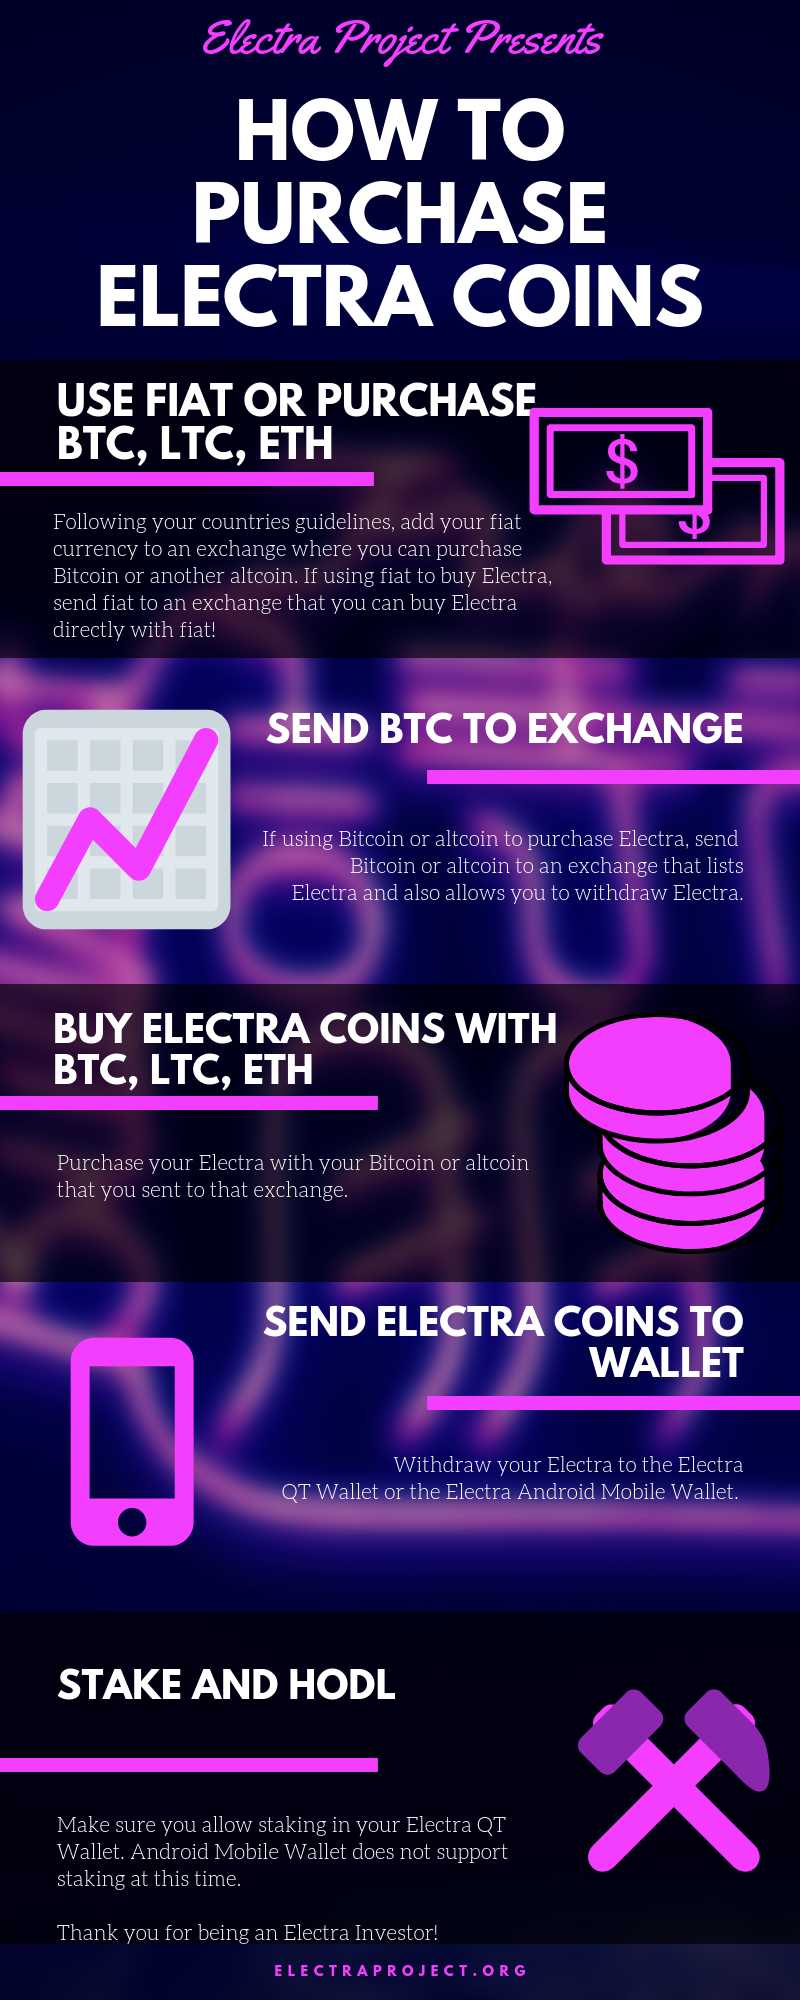 Electra Project Presents
HOW TO
PURCHASE
ELECTRA COINS
USE FIAT OR PURCHASE
BTC, LTC, ETH
$
$
Following your countries guidelines, add your fiat
currency to an exchange where you can purchase
Bitcoin or another altcoin. If using fiat to buy Electra,
send fiat to an exchange that you can buy Electra
directly with fiat!
SEND BTC TO EXCHANGE
If using Bitcoin or altcoin to purchase Electra, send
Bitcoin or altcoin to an exchange that lists
Electra and also allows you to withdraw Electra.
BUY ELECTRA COINS WITH
BTC, LTC, ETH
Purchase your Electra with your Bitcoin or altcoin
that you sent to that exchange.
SEND ELECTRA COINS TO
WALLET
Withdraw your Electra to the Electra
QT Wallet or the Electra Android Mobile Wallet.
STAKE AND HODL
Make sure you allow staking in your Electra QT
Wallet. Android Mobile Wallet does not support
staking at this time.
Thank you for being an Electra Investor!
ELECTRAPROJECT.ORG